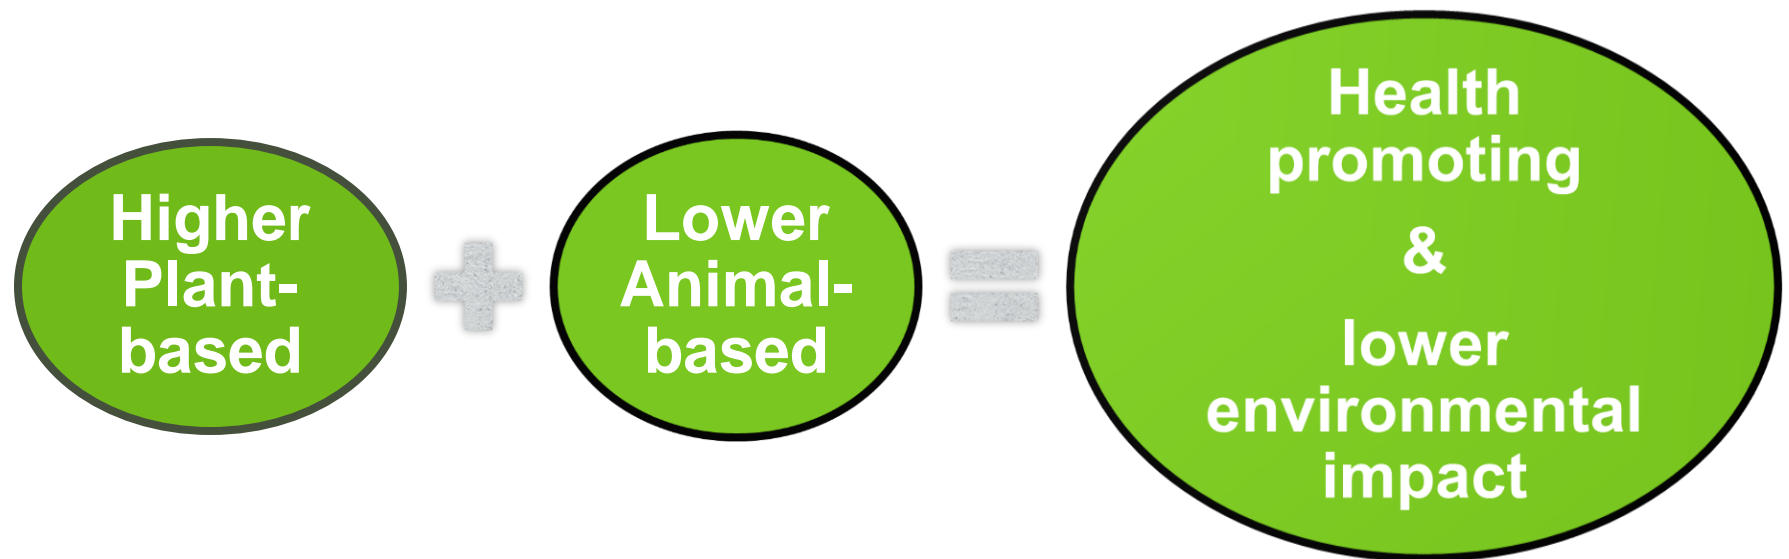 Higher
Plant-
based
Lower
Animal-
based
Health
promoting
&
lower
environmental
impact